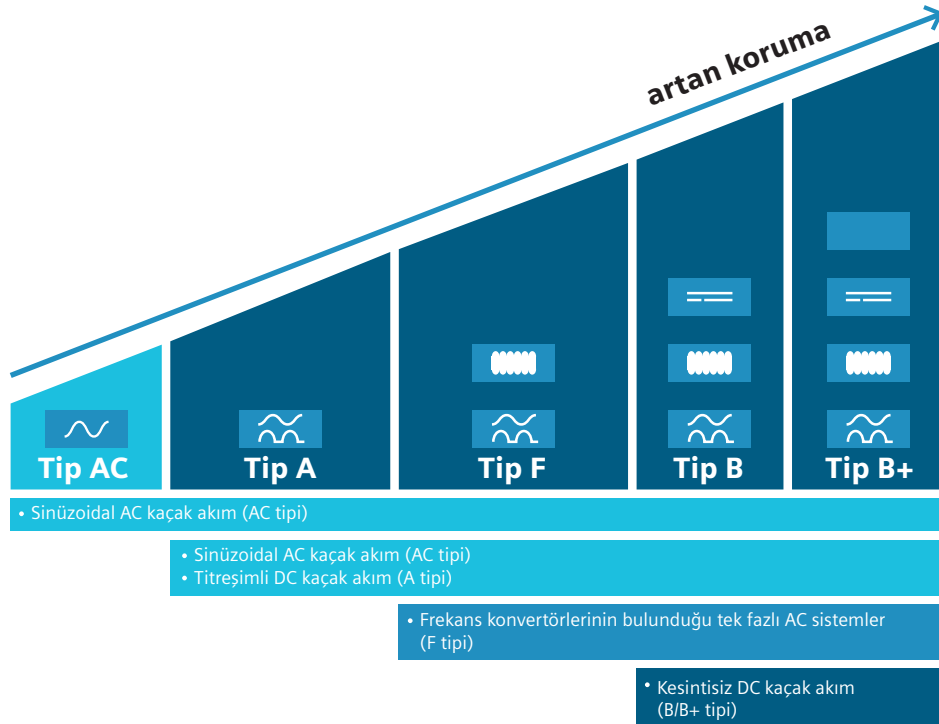 artan koruma
Tip AC
Tip A
Tip F
Tip B
Tip B+
• Sinüzoidal AC kaçak akım (AC tipi)
• Sinüzoidal AC kaçak akım (AC tipi)
• Titreşimli DC kaçak akım (A tipi)
• Frekans konvertörlerinin bulunduğu tek fazlı AC sistemler
(F tipi)
• Kesintisiz DC kaçak akım
(B/B+ tipi)